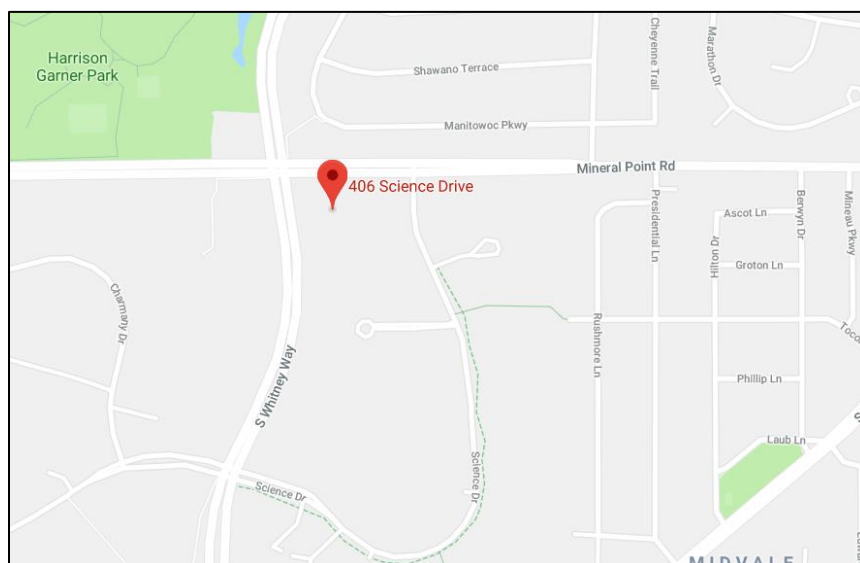 Harrison
Garner Park
Shawano Terrace
Cheyenne Trail
Marathon Dr
Manitowoc Pkwy
Mineral Point Rd
406 Science Drive
Presidential Ln
Ascot Ln
Hilton Dr
Berwyn Dr
Mineau Pkwy
Groton Ln
Charmany Dr
Rushmore Ln
S Whitney Way
Phillip Ln
Laub Ln
Science Dr
Science Dr
MIDVALE